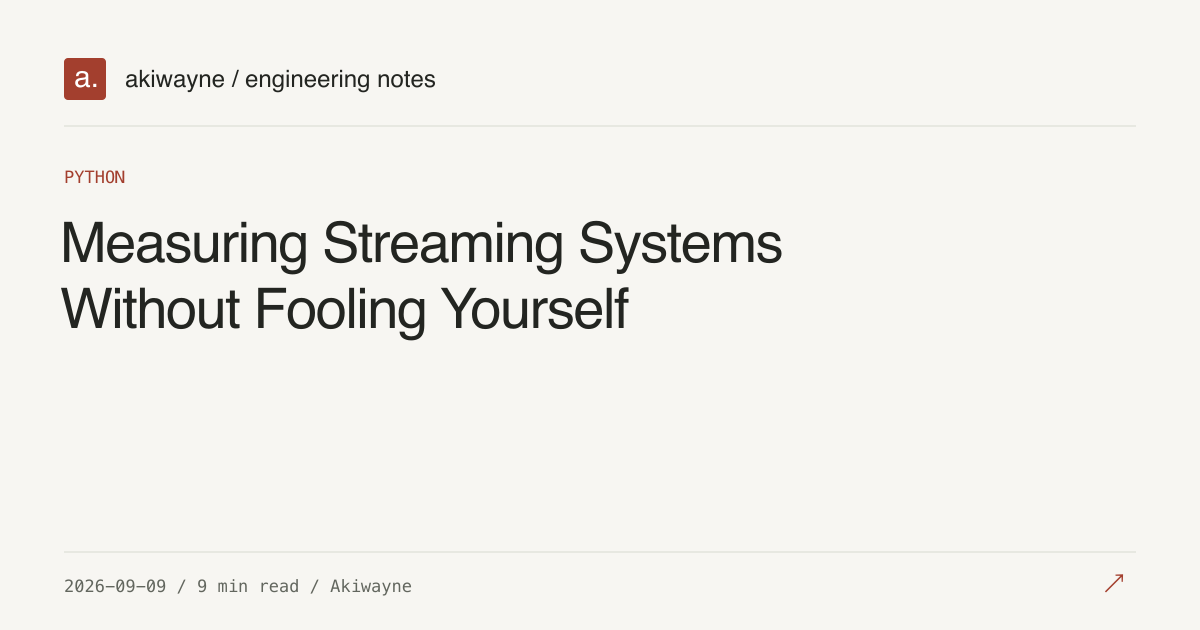 a.
akiwayne / engineering notes
PYTHON
Measuring Streaming Systems
Without Fooling Yourself
2026-09-09 / 9 min read / Akiwayne